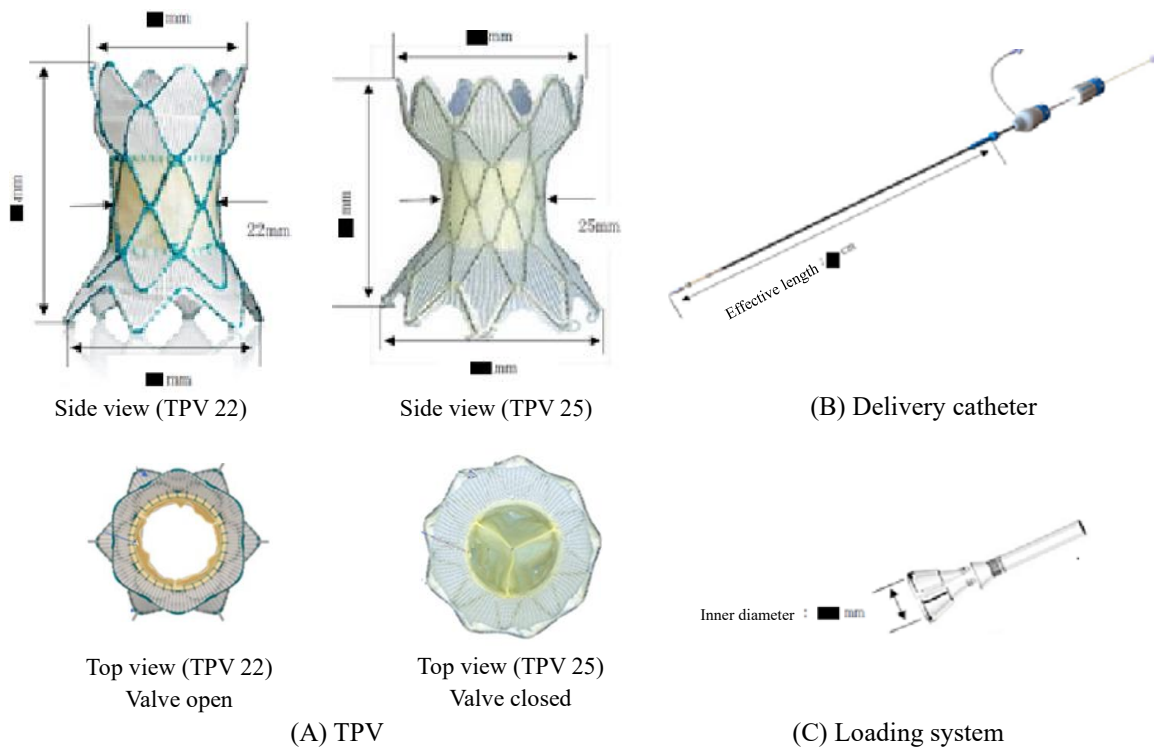 mm
mm
mm
mm
22mm
25mm
mm
mm
Effective length : cm
Side view (TPV 22)
Side view (TPV 25)
(B) Delivery catheter
Inner diameter : mm
Top view (TPV 22)
Valve open
Top view (TPV 25)
Valve closed
(A) TPV
(C) Loading system